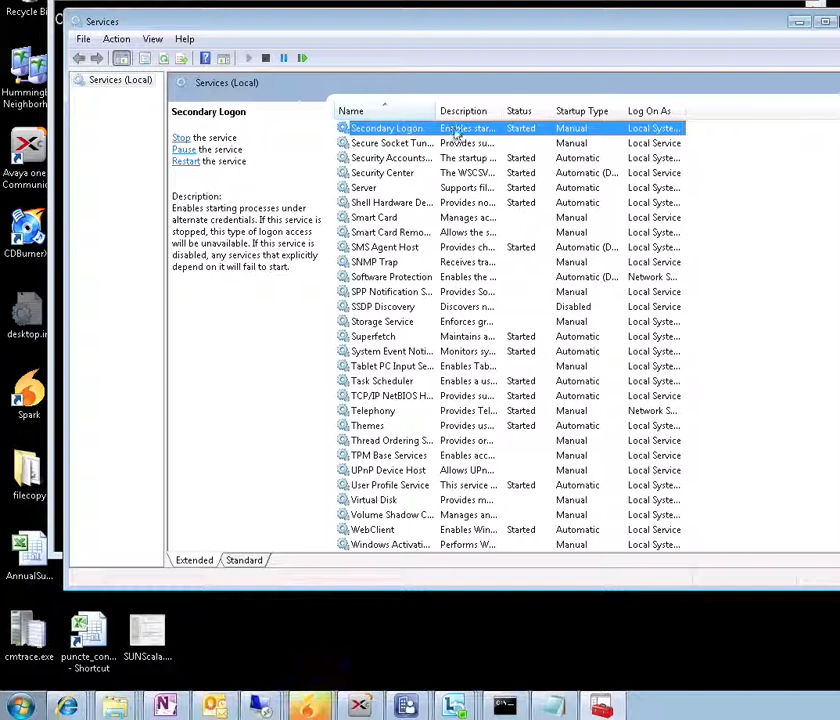 Recycle Bin
Services
File Action View Help
Services (Local)
Services (Local)
Secondary Logon
Stop the service
Pause the service
Restart the service
Description:
Enables starting processes under
alternate credentials. If this service is
stopped, this type of logon access
will be unavailable. If this service is
disabled, any services that explicitly
depend on it will fail to start.
Name Description Status Startup Type Log On As
Secondary Logon Enables star... Started Manual Local Syste...
Secure Socket Tun... Provides su... Manual Local Service
Security Accounts... The startup ... Started Automatic Local Syste...
Security Center The WSCSV... Started Automatic (D... Local Service
Server Supports fil... Started Automatic Local Syste...
Shell Hardware De... Provides no... Started Automatic Local Syste...
Smart Card Manages ac... Manual Local Service
Smart Card Remo... Allows the s... Manual Local Syste...
SMS Agent Host Provides ch... Started Automatic (D... Local Syste...
SNMP Trap Receives tra... Manual Local Service
Software Protection Enables the ... Automatic (D... Network S...
SPP Notification S... Provides So... Manual Local Service
SSDP Discovery Discovers n... Disabled Local Service
Storage Service Enforces gr... Manual Local Syste...
Superfetch Maintains a... Started Automatic Local Syste...
System Event Noti... Monitors sy... Started Automatic Local Syste...
Tablet PC Input Se... Enables Tab... Manual Local Syste...
Task Scheduler Enables a us... Started Automatic Local Syste...
TCP/IP NetBIOS H... Provides su... Started Automatic Local Service
Telephony Provides Tel... Started Manual Network S...
Themes Provides us... Started Automatic Local Syste...
Thread Ordering S... Provides or... Manual Local Service
TPM Base Services Enables acc... Manual Local Service
UPnP Device Host Allows UPn... Manual Local Service
User Profile Service This service ... Started Automatic Local Syste...
Virtual Disk Provides m... Manual Local Syste...
Volume Shadow C... Manages an... Manual Local Syste...
WebClient Enables Win... Started Automatic Local Service
Windows Activati... Performs W... Manual Local Syste...
Extended Standard
Hummingb
Neighborh
Avaya one
Communi
CDBurnerX
desktop.in
Spark
filecopy
AnnualSu...
cmtrace.exe
puncte_con...
- Shortcut
SUNScala....